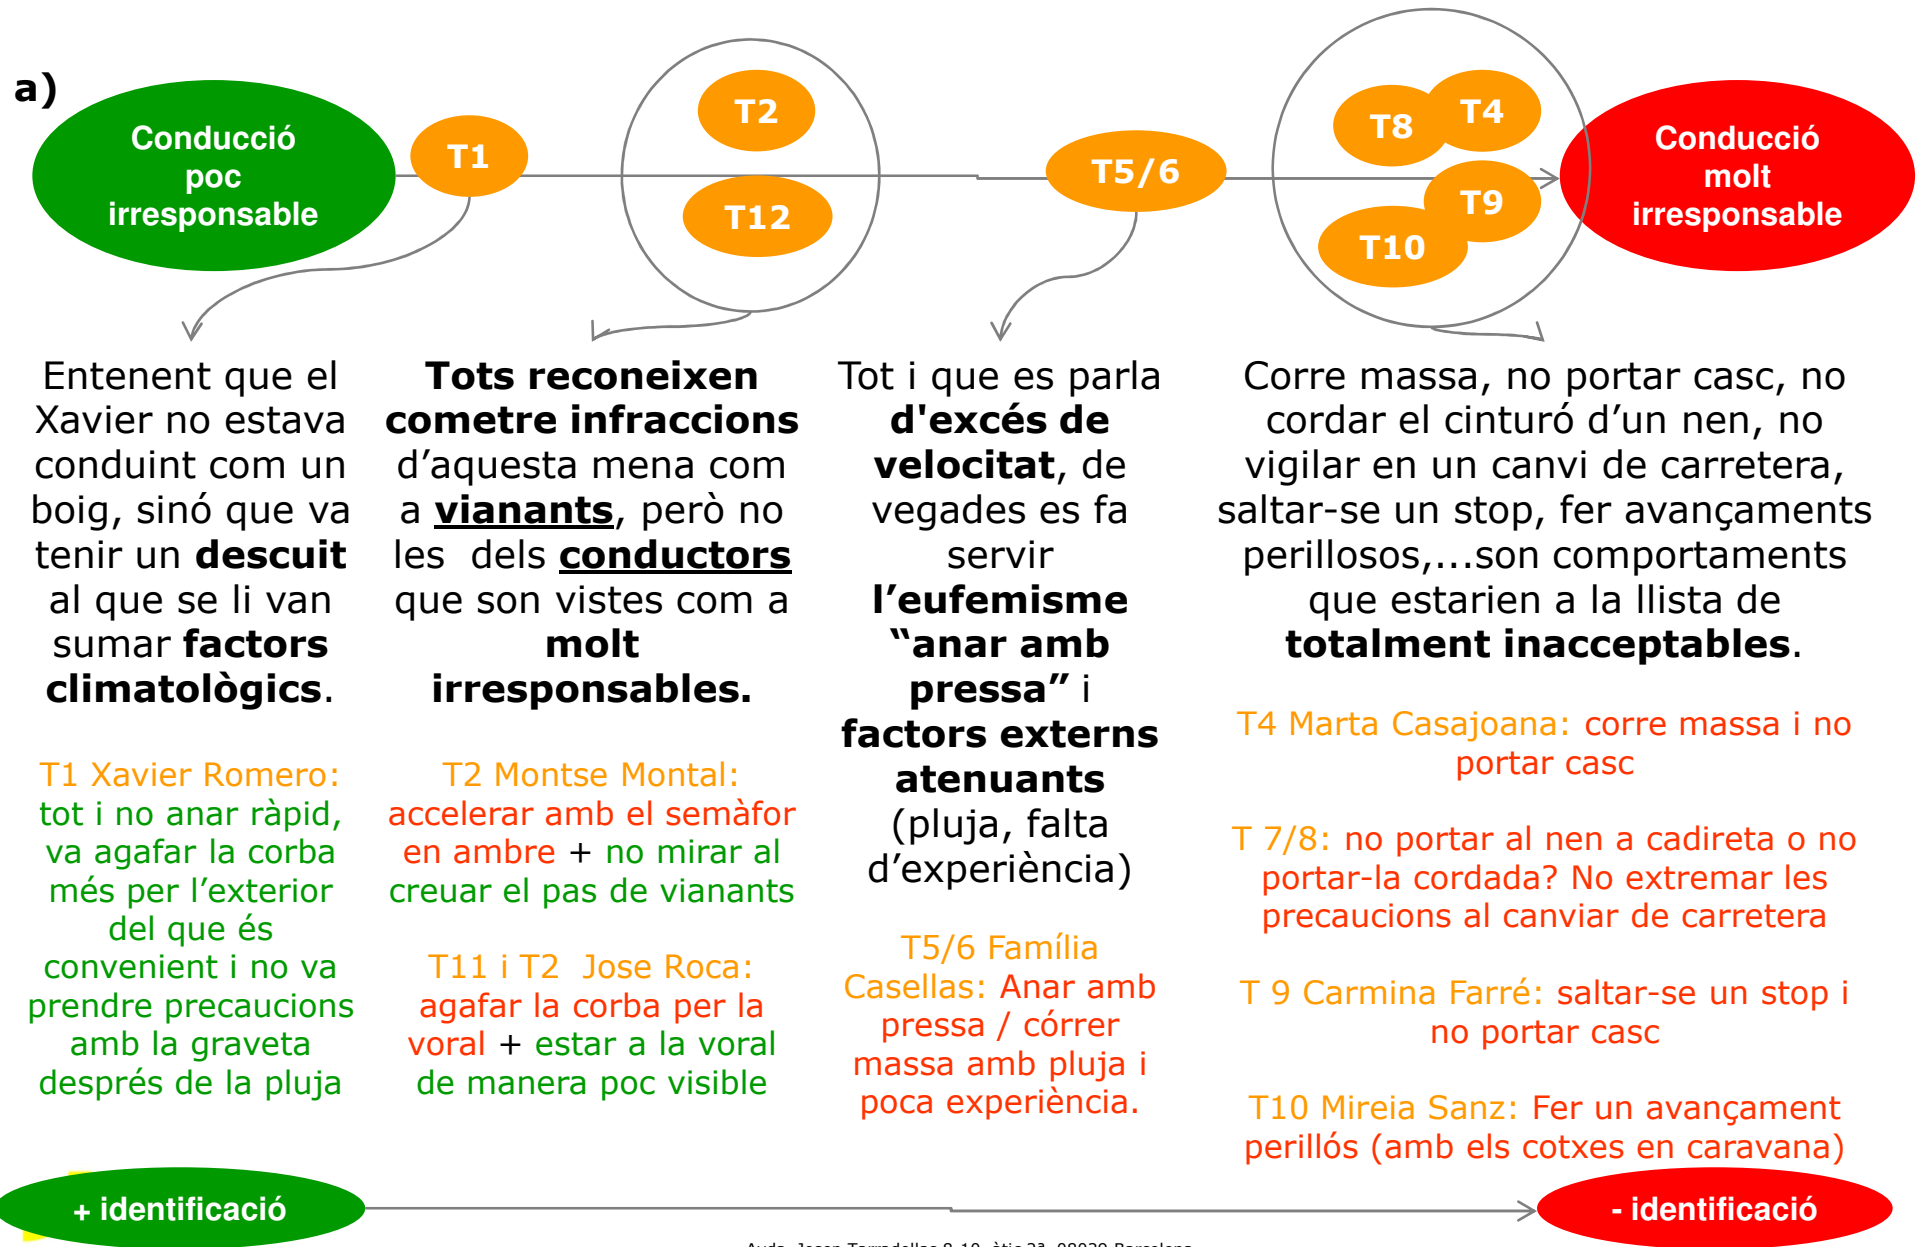 a)
Conducció
poc
irresponsable
T1
T2
T12
T5/6
T8
T4
T9
T10
Conducció
molt
irresponsable
Entenent que el
Xavier no estava
conduint com un
boig, sinó que va
tenir un descuit
al que se li van
sumar factors
climatològics.
T1 Xavier Romero:
tot i no anar ràpid,
va agafar la corba
més per l’exterior
del que és
convenient i no va
prendre precaucions
amb la graveta
després de la pluja
Tots reconeixen
cometre infraccions
d’aquesta mena com
a vianants, però no
les dels conductors
que son vistes com a
molt
irresponsables.
T2 Montse Montal:
accelerar amb el semàfor
en ambre + no mirar al
creuar el pas de vianants
T11 i T2 Jose Roca:
agafar la corba per la
voral + estar a la voral
de manera poc visible
Tot i que es parla
d'excés de
velocitat, de
vegades es fa
servir
l’eufemisme
“anar amb
pressa” i
factors externs
atenuants
(pluja, falta
d’experiència)
T5/6 Família
Casellas: Anar amb
pressa / córrer
massa amb pluja i
poca experiència.
Corre massa, no portar casc, no
cordar el cinturó d’un nen, no
vigilar en un canvi de carretera,
saltar-se un stop, fer avançaments
perillosos,...son comportaments
que estarien a la llista de
totalment inacceptables.
T4 Marta Casajoana: corre massa i no
portar casc
T 7/8: no portar al nen a cadireta o no
portar-la cordada? No extremar les
precaucions al canviar de carretera
T 9 Carmina Farré: saltar-se un stop i
no portar casc
T10 Mireia Sanz: Fer un avançament
perillós (amb els cotxes en caravana)
+ identificació
- identificació
Avda. Josep Tarradellas 8-10, àtic 2ª, 08029 Barcelona